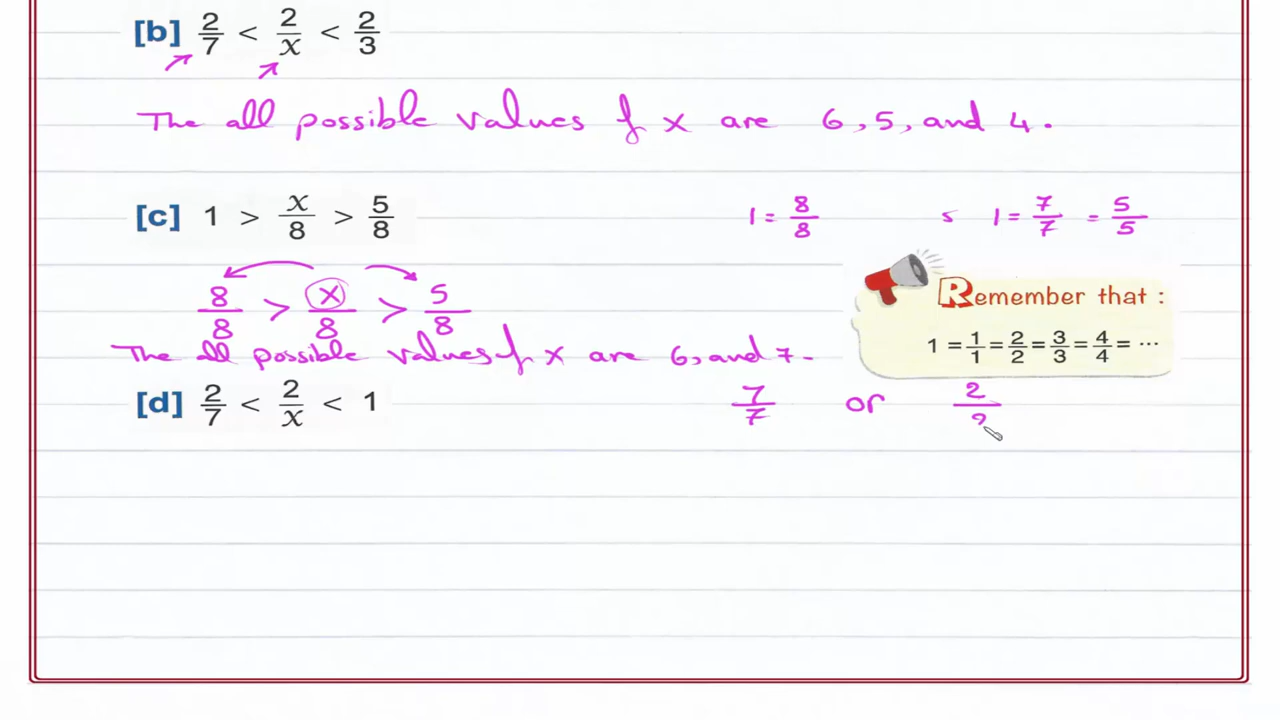 [b] 2/7 < 2/x < 2/3
The all possible values of x are 6, 5, and 4.
[c] 1 > x/8 > 5/8
1 = 8/8 , 1 = 7/7 = 5/5
8/8 > x/8 > 5/8
Remember that :
1 = 1/1 = 2/2 = 3/3 = 4/4 = ...
The all possible values of x are 6, and 7.
[d] 2/7 < 2/x < 1
7/7 or 2/